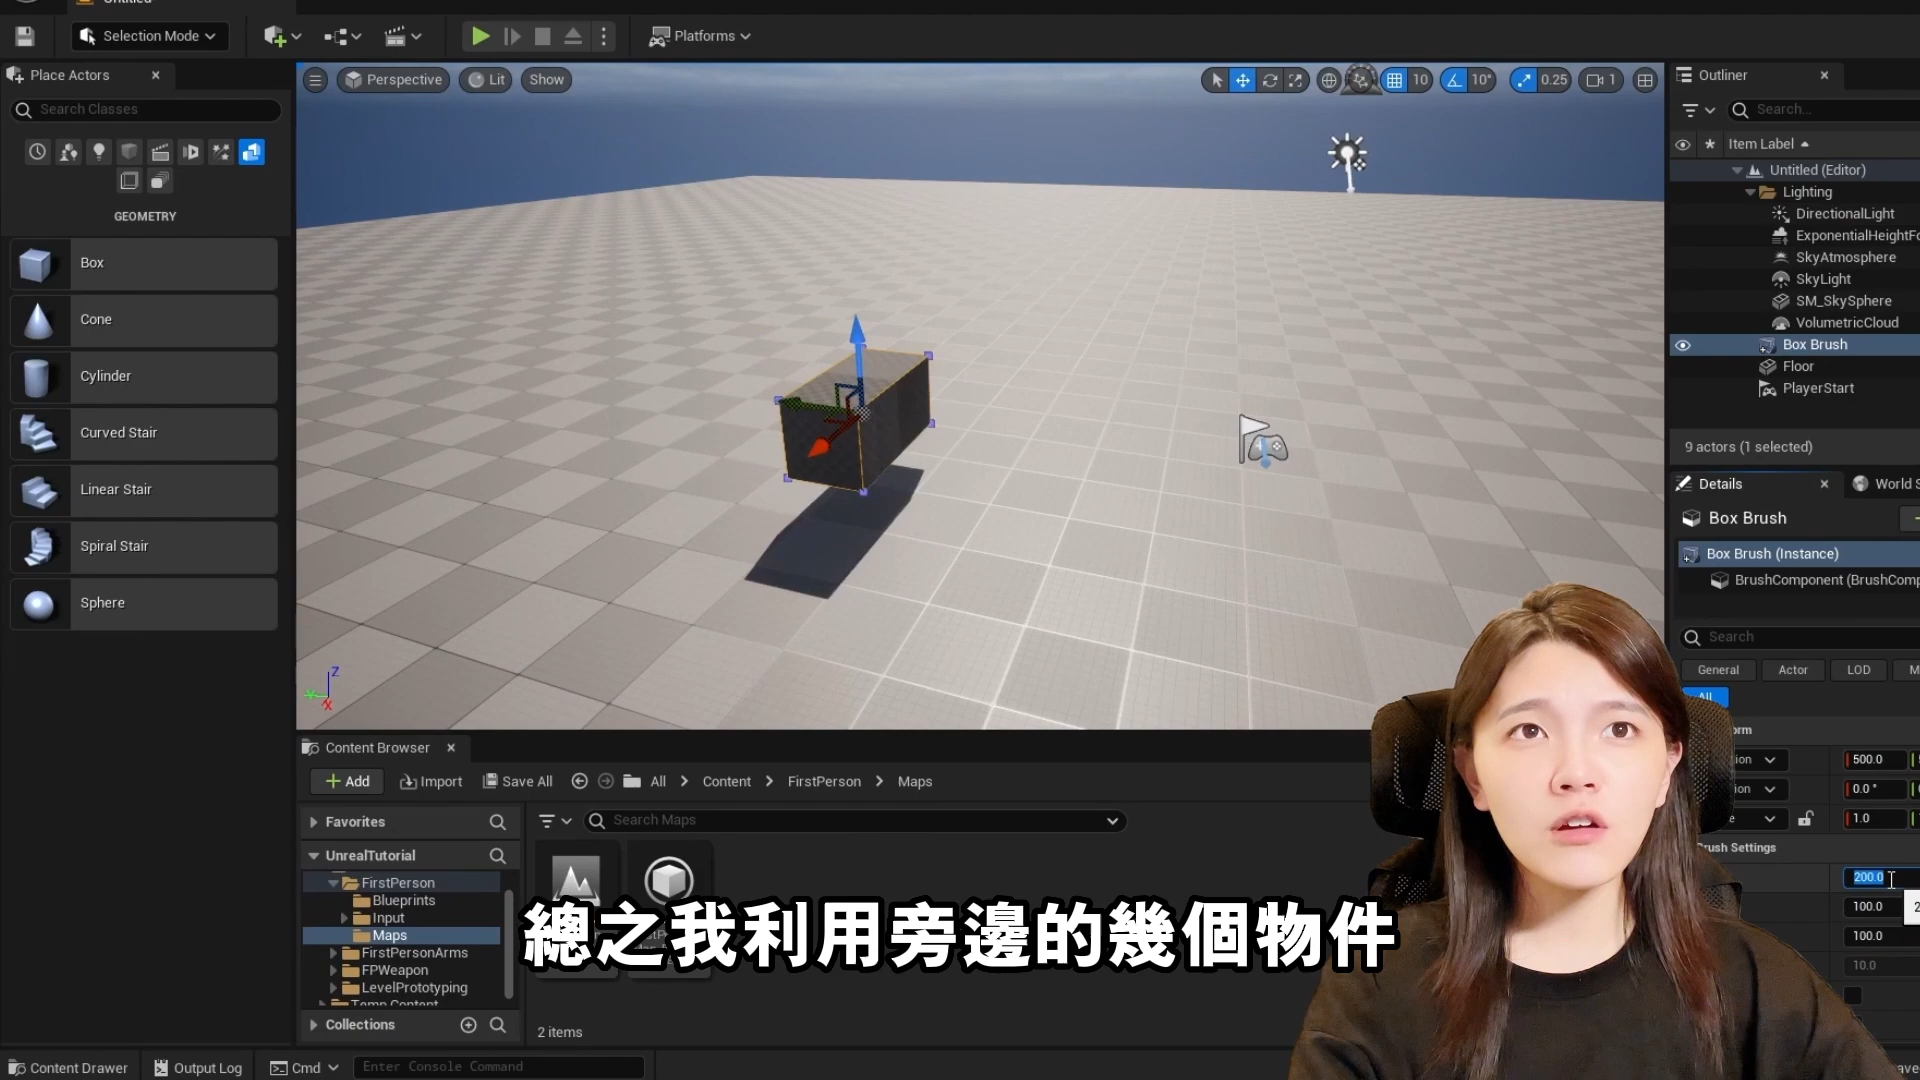 Untitled
Selection Mode
Platforms
Place Actors
Search Classes
GEOMETRY
Box
Cone
Cylinder
Curved Stair
Linear Stair
Spiral Stair
Sphere
Perspective
Lit
Show
10
10°
0.25
1
Outliner
Search...
Item Label
Untitled (Editor)
Lighting
DirectionalLight
ExponentialHeightFo
SkyAtmosphere
SkyLight
SM_SkySphere
VolumetricCloud
Box Brush
Floor
PlayerStart
9 actors (1 selected)
Details
World S
Box Brush
Box Brush (Instance)
BrushComponent (BrushComp
Search
General
Actor
LOD
M
All
500.0
0.0 °
1.0
Brush Settings
200.0
100.0
100.0
10.0
Z
X
Content Browser
Add
Import
Save All
All
Content
FirstPerson
Maps
Favorites
Search Maps
UnrealTutorial
FirstPerson
Blueprints
Input
Maps
FirstPersonArms
FPWeapon
LevelPrototyping
Temp Content
Collections
2 items
總之我利用旁邊的幾個物件
Content Drawer
Output Log
Cmd
Enter Console Command